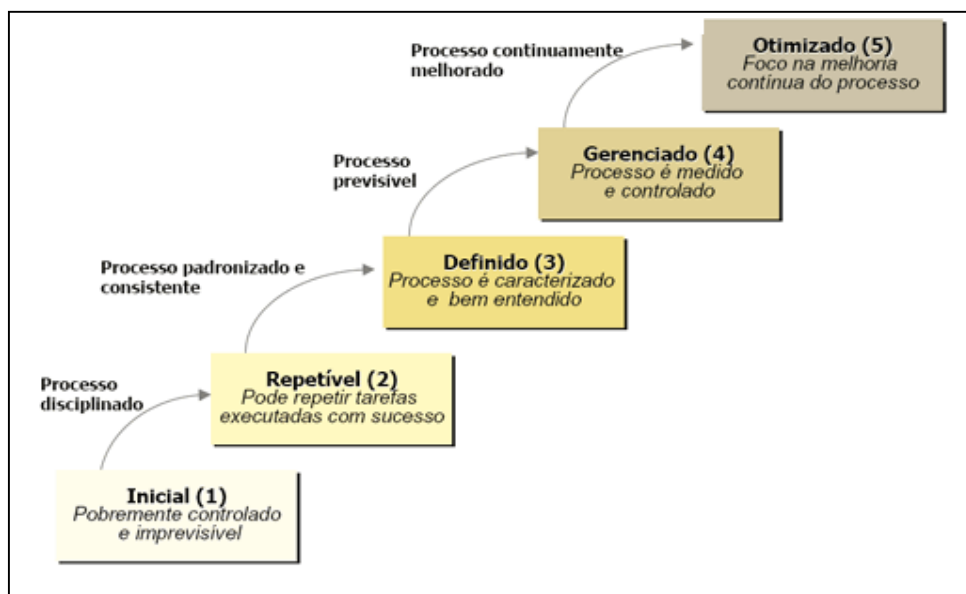 Processo continuamente
melhorado
Otimizado (5)
Foco na melhoria
contínua do processo
Processo
previsível
Gerenciado (4)
Processo é medido
e controlado
Processo padronizado e
consistente
Definido (3)
Processo é caracterizado
e bem entendido
Processo
disciplinado
Repetível (2)
Pode repetir tarefas
executadas com sucesso
Inicial (1)
Pobremente controlado
e imprevisível